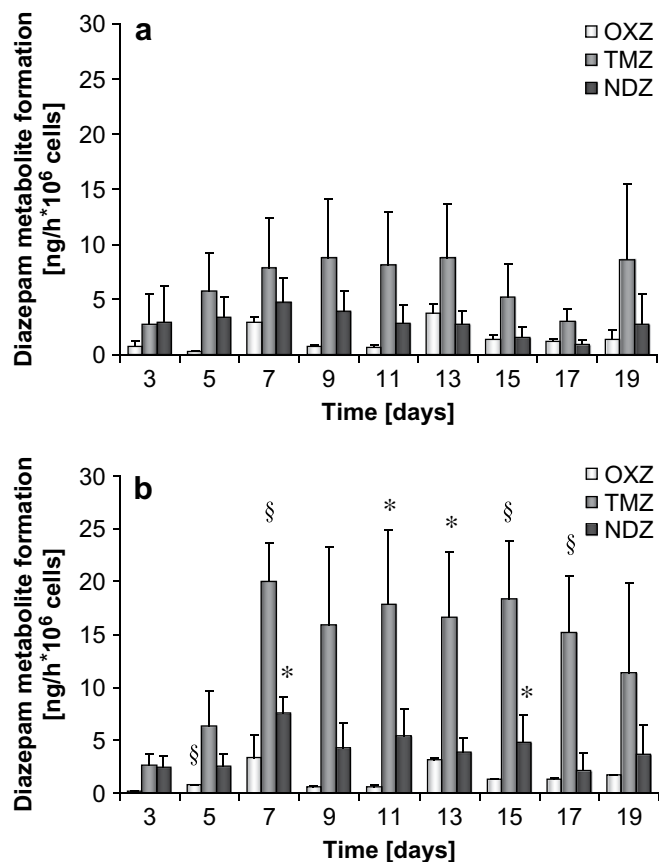 a
30
25
20
15
10
5
0
Diazepam metabolite formation
[ng/h*10⁶ cells)
OXZ
TMZ
NDZ
3 5 7 9 11 13 15 17 19
Time [days]
b
30
25
20
15
10
5
0
Diazepam metabolite formation
[ng/h*10⁶ cells)
OXZ
TMZ
NDZ
§ § * * * § * §
3 5 7 9 11 13 15 17 19
Time [days]